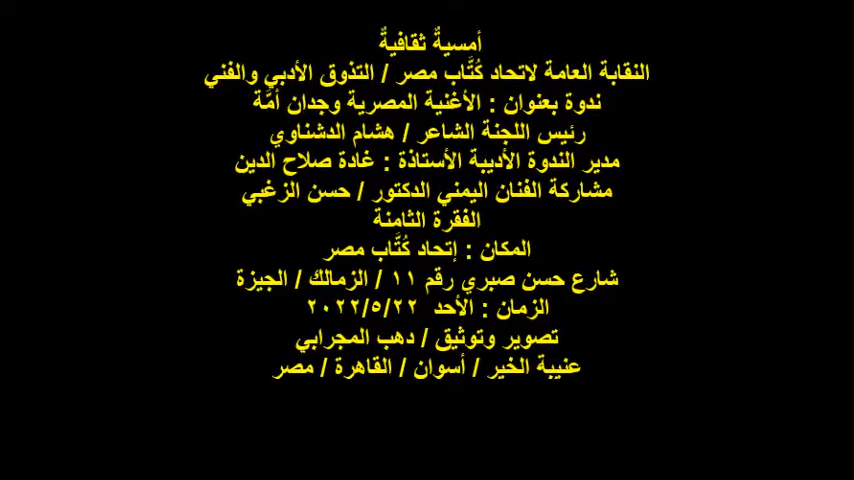 أمسيةٌ ثقافيةٌ
النقابة العامة لاتحاد كُتَّاب مصر / التذوق الأدبي والفني
ندوة بعنوان : الأغنية المصرية وجدان أمَّة
رئيس اللجنة الشاعر / هشام الدشناوي
مدير الندوة الأديبة الأستاذة : غادة صلاح الدين
مشاركة الفنان اليمني الدكتور / حسن الزغبي
الفقرة الثامنة
المكان : إتحاد كُتَّاب مصر
شارع حسن صبري رقم ١١ / الزمالك / الجيزة
الزمان : الأحد ٢٠٢٢/٥/٢٢
تصوير وتوثيق / دهب المجرابي
عنيبة الخير / أسوان / القاهرة / مصر